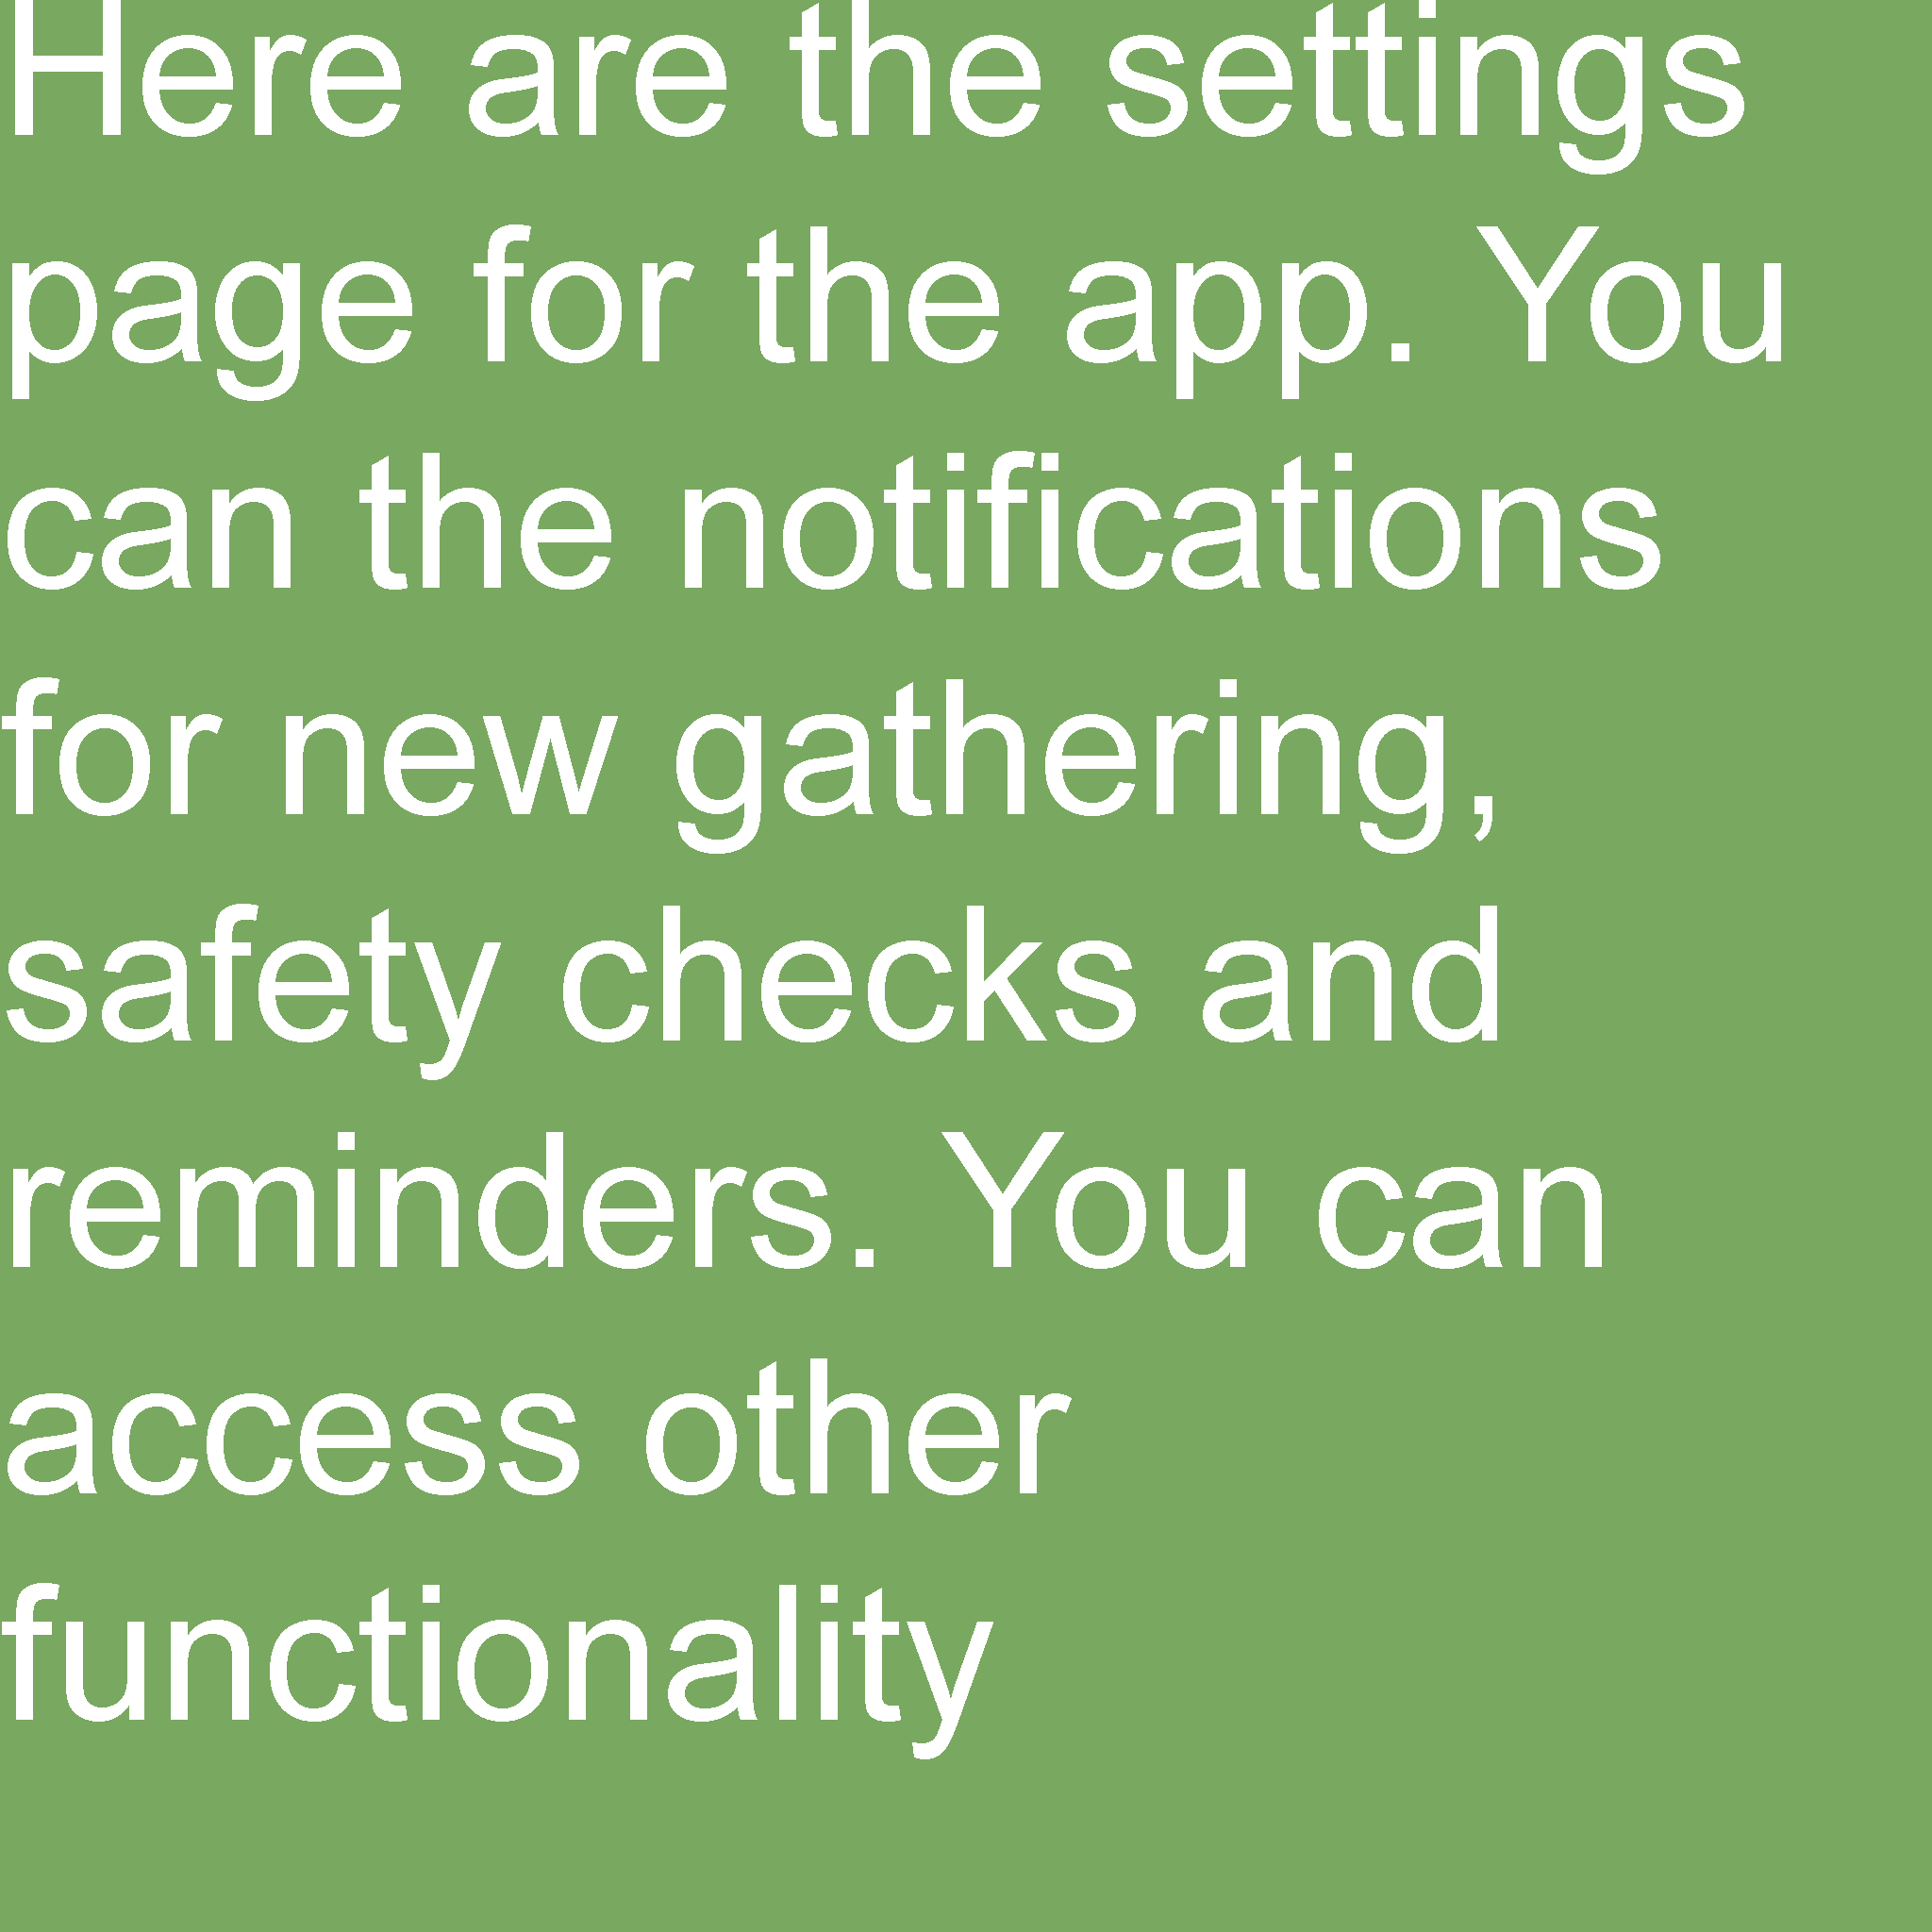 Here are the settings
page for the app. You
can the notifications
for new gathering,
safety checks and
reminders. You can
access other
functionality